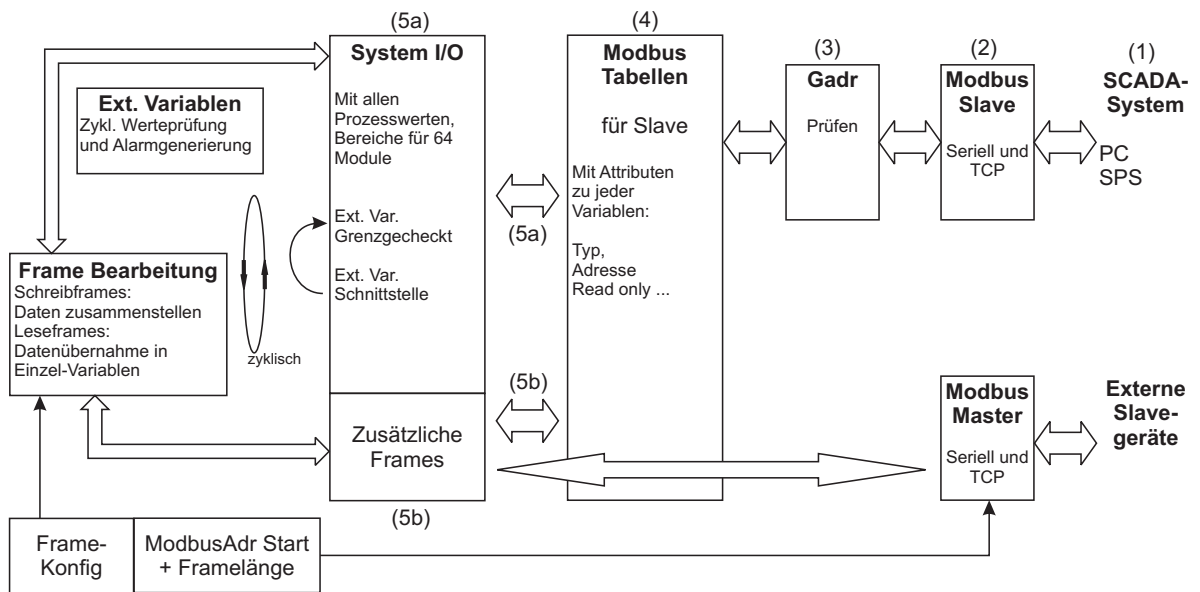 (5a)
System I/O
Mit allen
Prozesswerten,
Bereiche für 64
Module
Ext. Var.
Grenzgecheckt
Ext. Var.
Schnittstelle
Ext. Variablen
Zykl. Werteprüfung
und Alarmgenerierung
Frame Bearbeitung
Schreibframes:
Daten zusammenstellen
Leseframes:
Datenübernahme in
Einzel-Variablen
zyklisch
Zusätzliche
Frames
(5b)
Frame-
Konfig
ModbusAdr Start
+ Framelänge
(5a)
(5b)
(4)
Modbus
Tabellen
für Slave
Mit Attributen
zu jeder
Variablen:
Typ,
Adresse
Read only ...
(3)
Gadr
Prüfen
(2)
Modbus
Slave
Seriell und
TCP
(1)
SCADA-
System
PC
SPS
Modbus
Master
Seriell und
TCP
Externe
Slave-
geräte